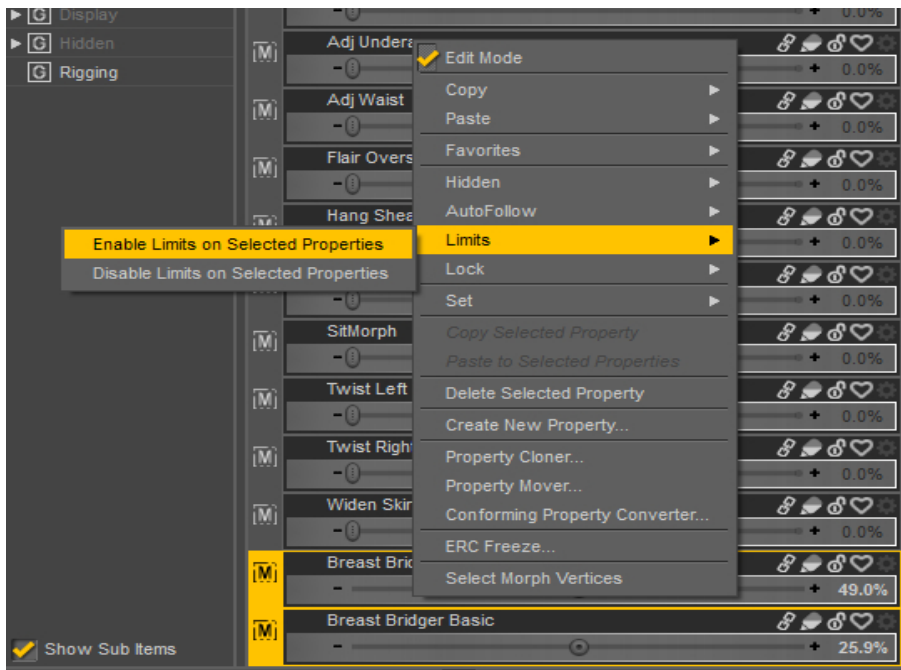 Display
0.0%
Hidden
Rigging
Adj Undera
0.0%
Adj Waist
0.0%
Flair Overs
0.0%
Hang Shea
0.0%
0.0%
SitMorph
0.0%
Twist Left
0.0%
Twist Righ
0.0%
Widen Skir
0.0%
Breast Brid
49.0%
Breast Bridger Basic
25.9%
Edit Mode
Copy
Paste
Favorites
Hidden
AutoFollow
Limits
Lock
Set
Copy Selected Property
Paste to Selected Properties
Delete Selected Property
Create New Property...
Property Cloner...
Property Mover...
Conforming Property Converter...
ERC Freeze...
Select Morph Vertices
Enable Limits on Selected Properties
Disable Limits on Selected Properties
Show Sub Items